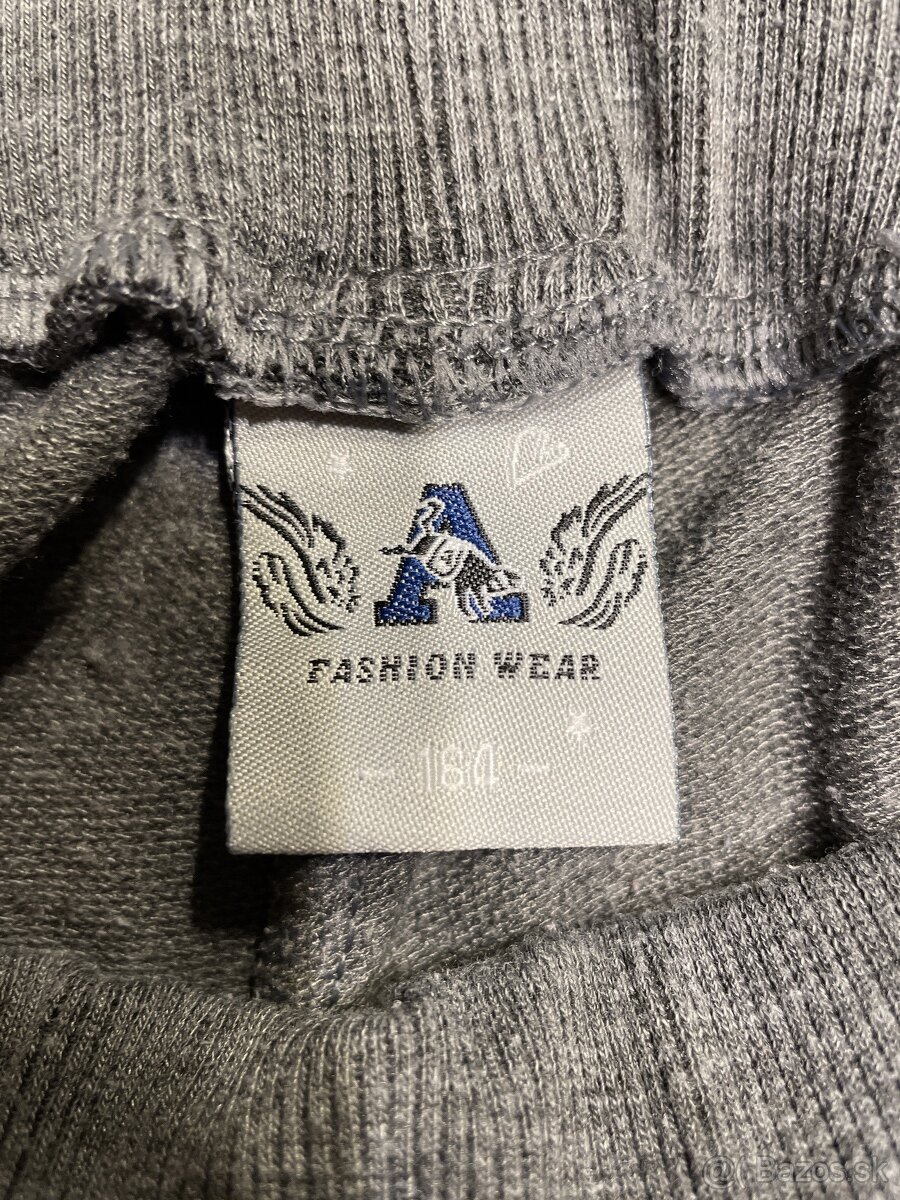 A
FASHION WEAR
- 164 -
@ Bazos.sk